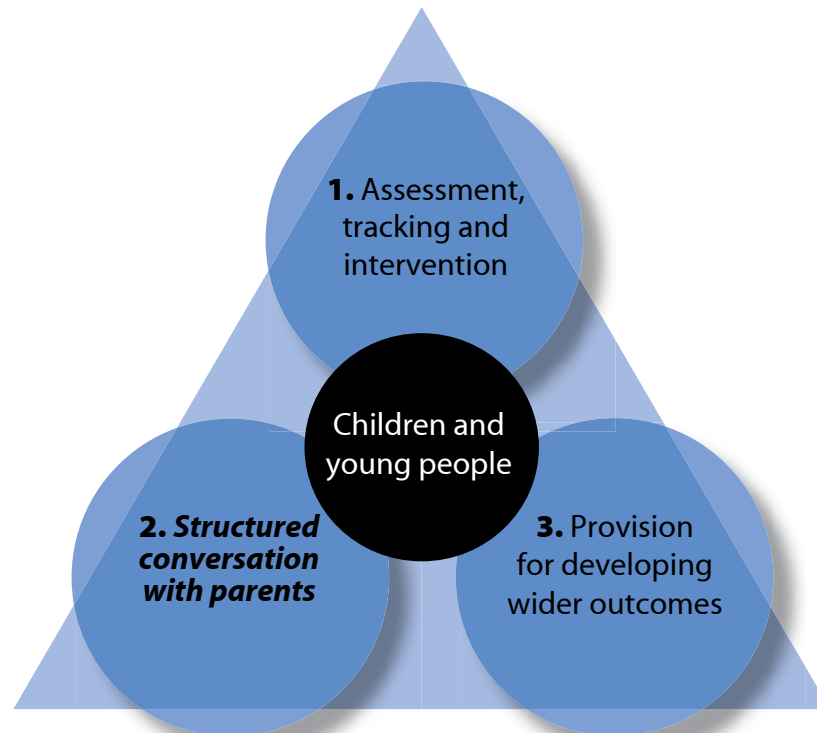 1. Assessment,
tracking and
intervention
Children and
young people
2. Structured
conversation
with parents
3. Provision
for developing
wider outcomes